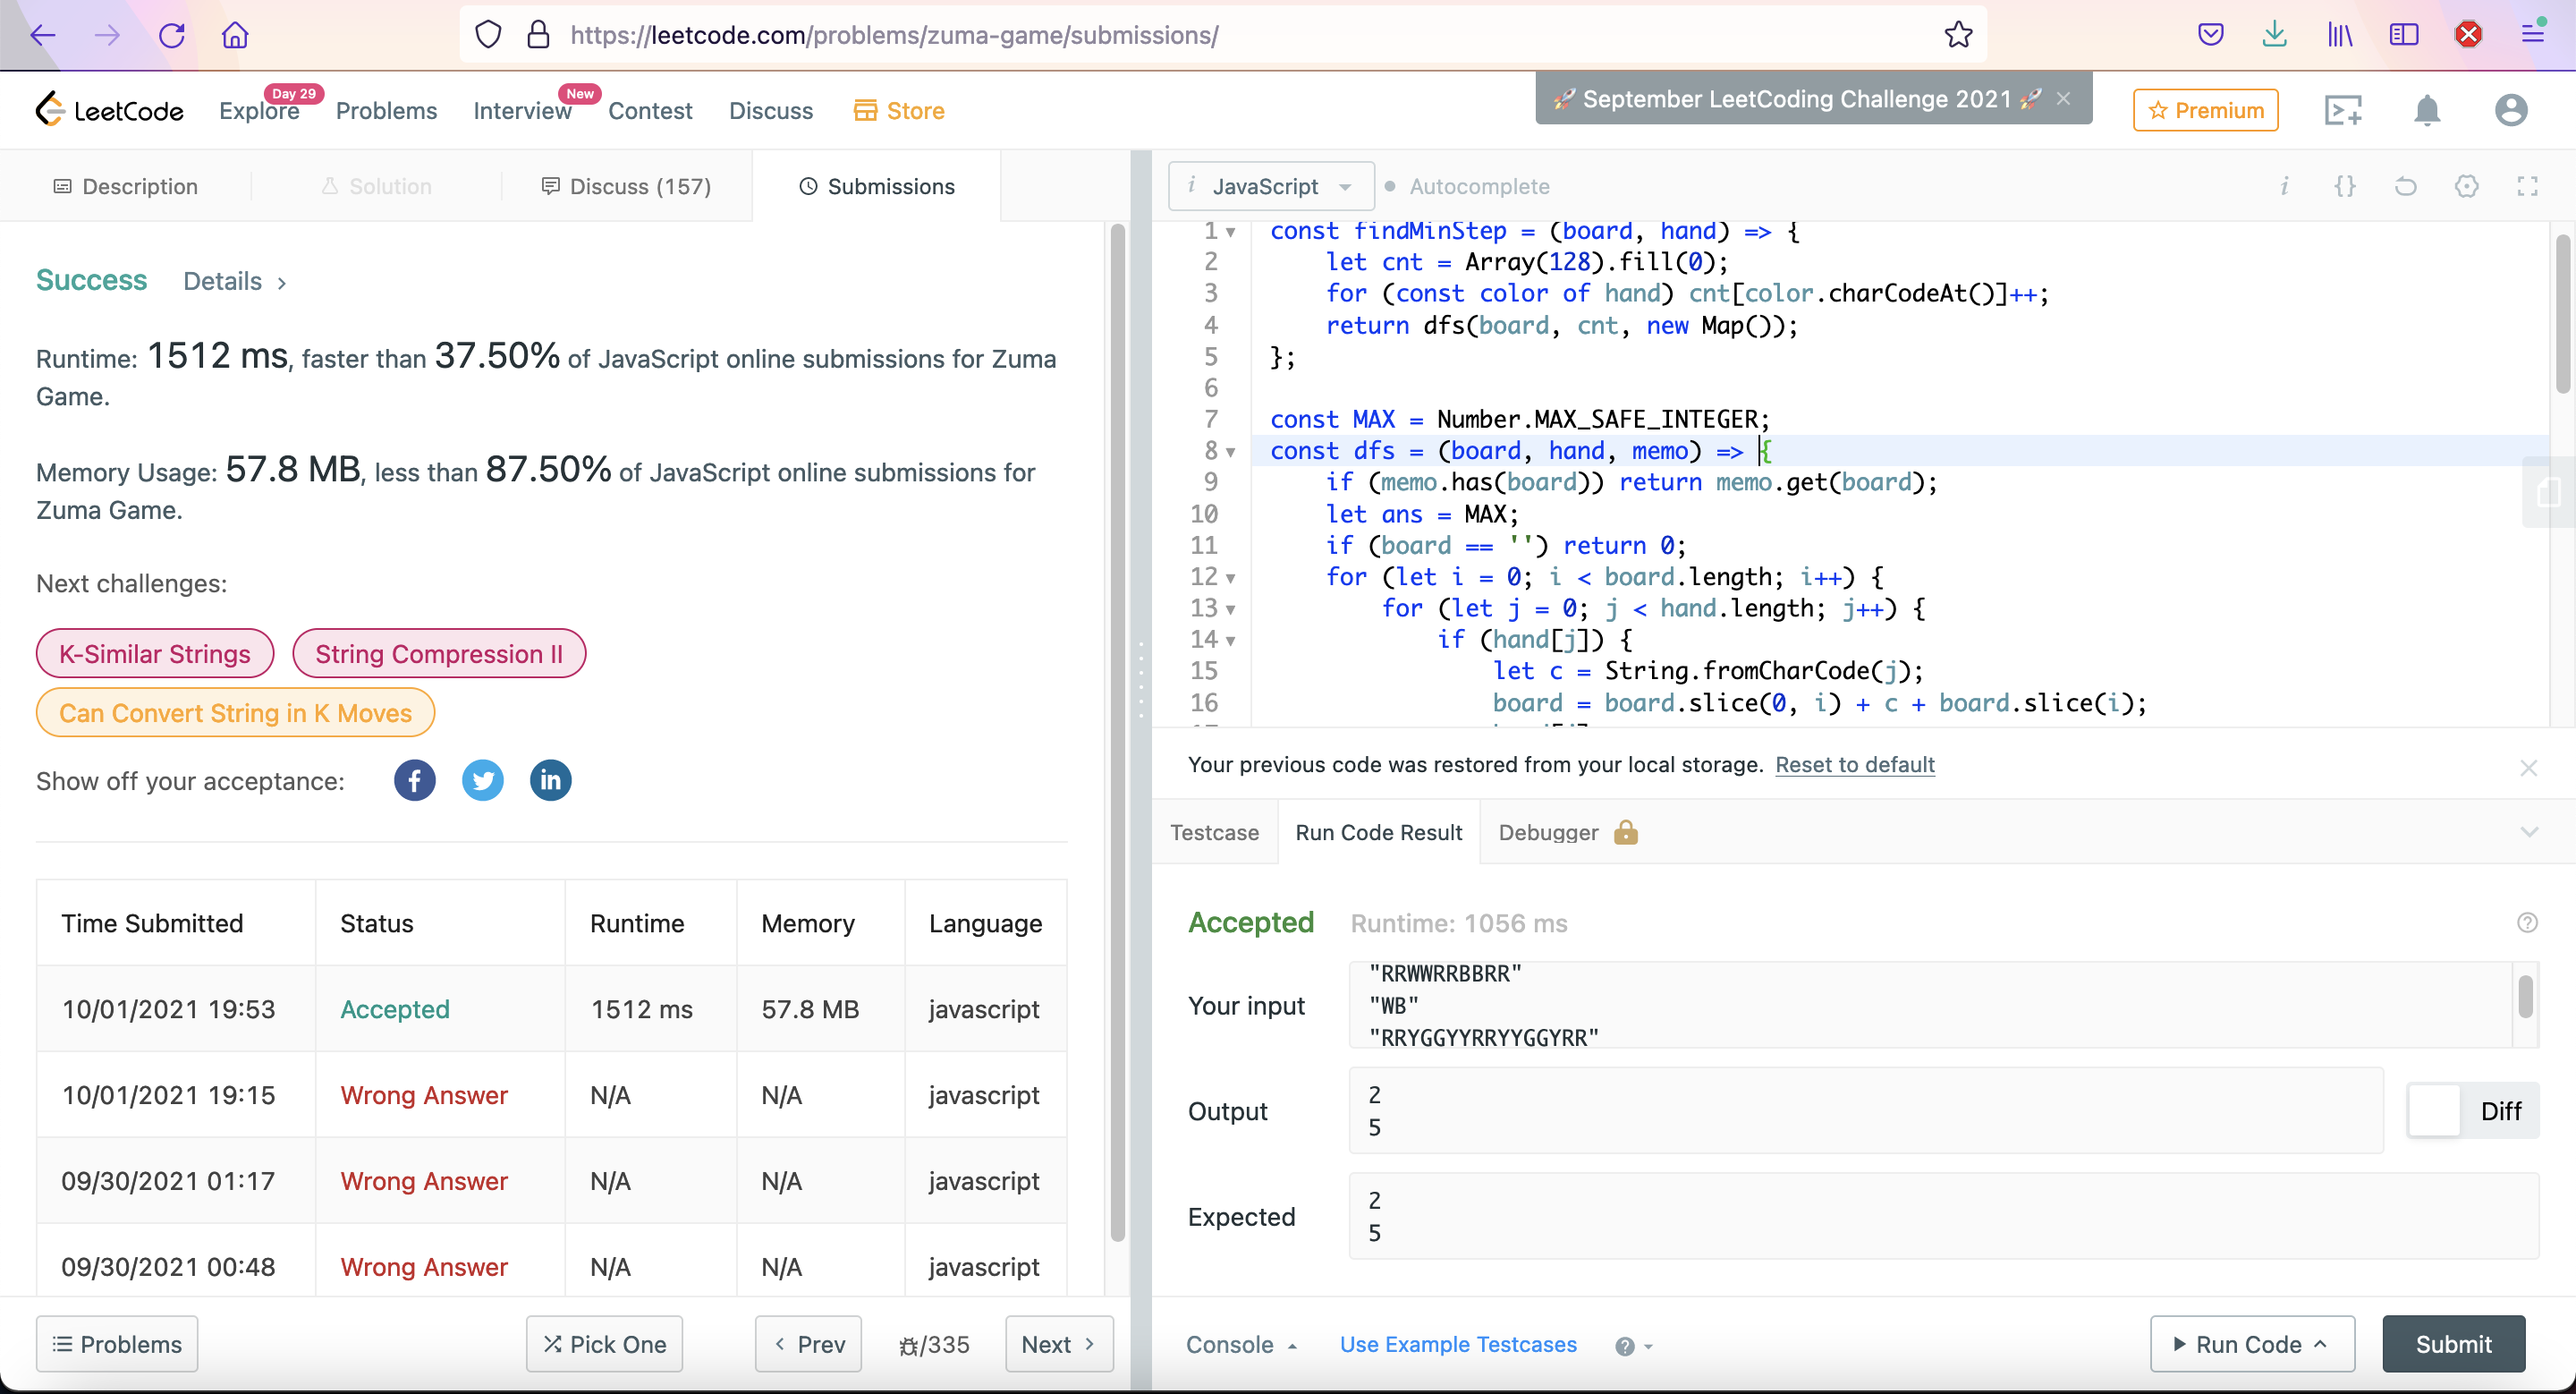 https://leetcode.com/problems/zuma-game/submissions/
LeetCode
Explore
Day 29
Problems
Interview
New
Contest
Discuss
Store
🚀 September LeetCoding Challenge 2021 🚀 ×
Premium
Description
Solution
Discuss (157)
Submissions
Success Details >
Runtime: 1512 ms, faster than 37.50% of JavaScript online submissions for Zuma
Game.
Memory Usage: 57.8 MB, less than 87.50% of JavaScript online submissions for
Zuma Game.
Next challenges:
K-Similar Strings
String Compression II
Can Convert String in K Moves
Show off your acceptance:
Time Submitted Status Runtime Memory Language
10/01/2021 19:53 Accepted 1512 ms 57.8 MB javascript
10/01/2021 19:15 Wrong Answer N/A N/A javascript
09/30/2021 01:17 Wrong Answer N/A N/A javascript
09/30/2021 00:48 Wrong Answer N/A N/A javascript
Problems
Pick One
< Prev
/335
Next >
i JavaScript
Autocomplete
1 const findMinStep = (board, hand) => {
2 let cnt = Array(128).fill(0);
3 for (const color of hand) cnt[color.charCodeAt()]++;
4 return dfs(board, cnt, new Map());
5 };
6
7 const MAX = Number.MAX_SAFE_INTEGER;
8 const dfs = (board, hand, memo) => {
9 if (memo.has(board)) return memo.get(board);
10 let ans = MAX;
11 if (board == '') return 0;
12 for (let i = 0; i < board.length; i++) {
13 for (let j = 0; j < hand.length; j++) {
14 if (hand[j]) {
15 let c = String.fromCharCode(j);
16 board = board.slice(0, i) + c + board.slice(i);
Your previous code was restored from your local storage. Reset to default
Testcase
Run Code Result
Debugger
Accepted Runtime: 1056 ms
Your input
"RRWWRRBBRR"
"WB"
"RRYGGYYRRYYGGYRR"
Output
2
5
Diff
Expected
2
5
Console
Use Example Testcases
Run Code
Submit